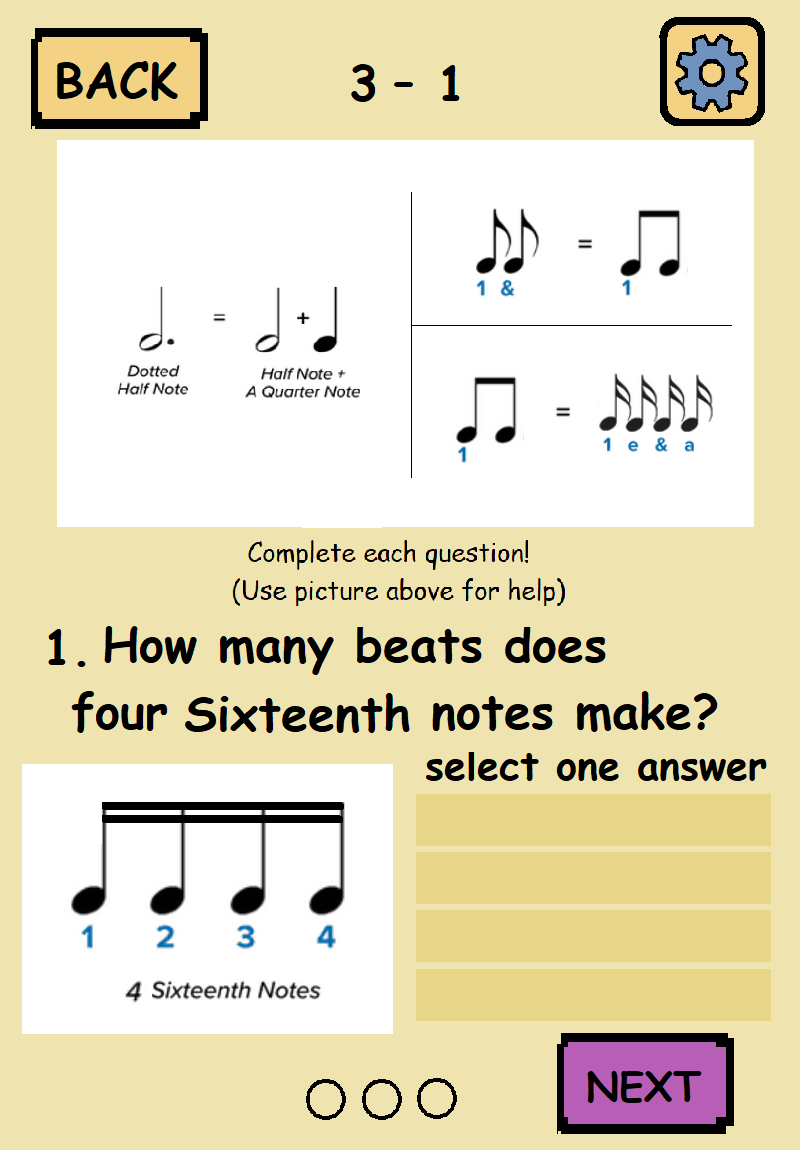 BACK
3 - 1
1 &
=
1
=
+
Dotted
Half Note
Half Note +
A Quarter Note
1
=
1 e & a
Complete each question!
(Use picture above for help)
1. How many beats does
four Sixteenth notes make?
select one answer
1 2 3 4
4 Sixteenth Notes
NEXT